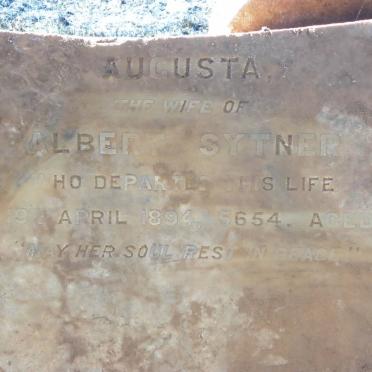 AUGUSTA,
THE WIFE OF
ALBERT SYTNER
WHO DEPARTED THIS LIFE
APRIL 1894, 5654. AGED
"MAY HER SOUL REST IN PEACE"